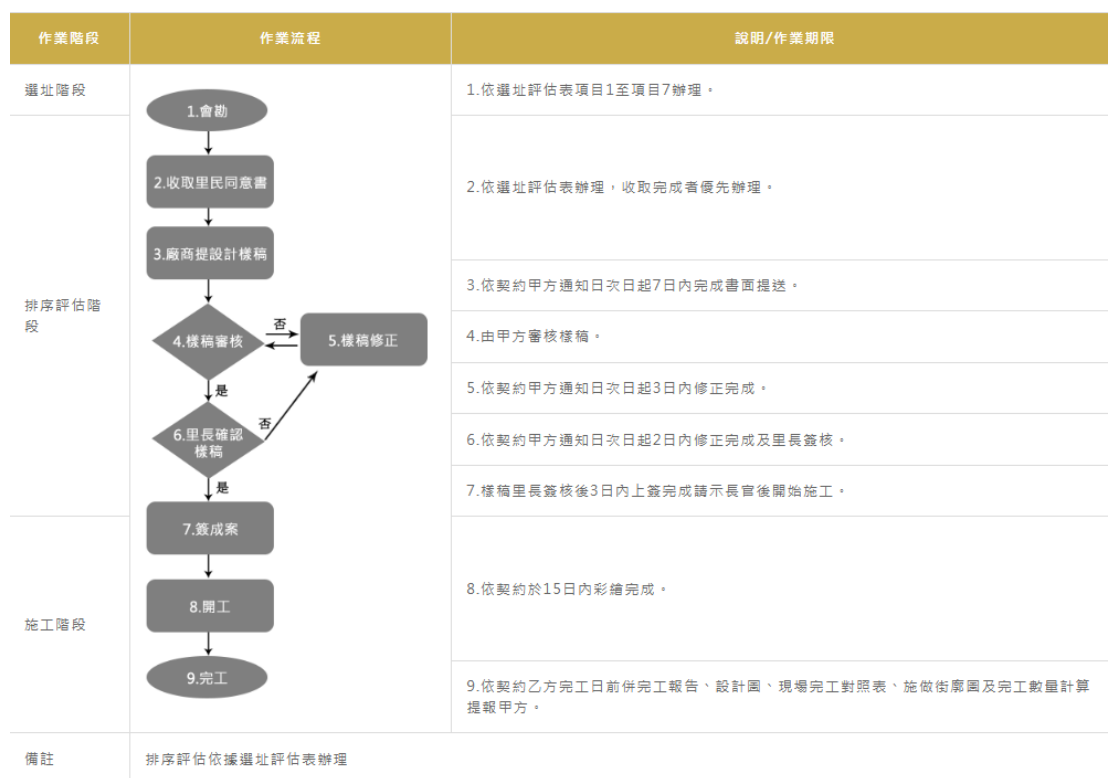 作業階段
作業流程
說明/作業期限
選址階段
1.會勘
1.依選址評估表項目1至項目7辦理。
排序評估階
段
2.收取里民同意書
2.依選址評估表辦理，收取完成者優先辦理。
3.廠商提設計樣稿
3.依契約甲方通知日次日起7日內完成書面提送。
4.樣稿審核
否
5.樣稿修正
4.由甲方審核樣稿。
是
5.依契約甲方通知日次日起3日內修正完成。
6.里長確認
樣稿
否
6.依契約甲方通知日次日起2日內修正完成及里長簽核。
是
7.樣稿里長簽核後3日內上簽完成請示長官後開始施工。
施工階段
7.簽成案
8.開工
8.依契約於15日內彩繪完成。
9.完工
9.依契約乙方完工日前併完工報告、設計圖、現場完工對照表、施做街廓圖及完工數量計算
提報甲方。
備註
排序評估依據選址評估表辦理